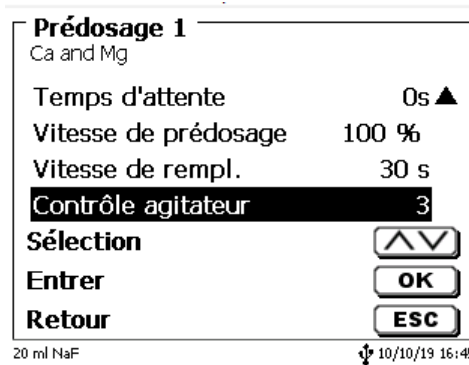 Prédosage 1
Ca and Mg
Temps d'attente 0s
Vitesse de prédosage 100 %
Vitesse de rempl. 30 s
Contrôle agitateur 3
Sélection
Entrer OK
Retour ESC
20 ml NaF 10/10/19